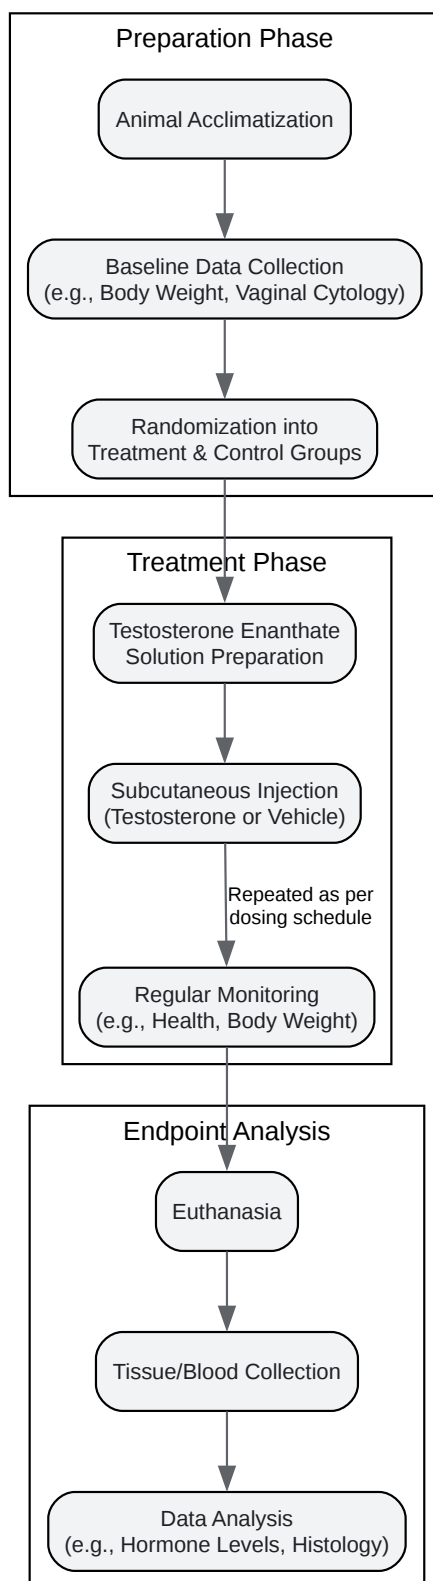 Preparation Phase
Animal Acclimatization
Baseline Data Collection
(e.g., Body Weight, Vaginal Cytology)
Randomization into
Treatment & Control Groups
Treatment Phase
Testosterone Enanthate
Solution Preparation
Subcutaneous Injection
(Testosterone or Vehicle)
Repeated as per
dosing schedule
Regular Monitoring
(e.g., Health, Body Weight)
Endpoint Analysis
Euthanasia
Tissue/Blood Collection
Data Analysis
(e.g., Hormone Levels, Histology)